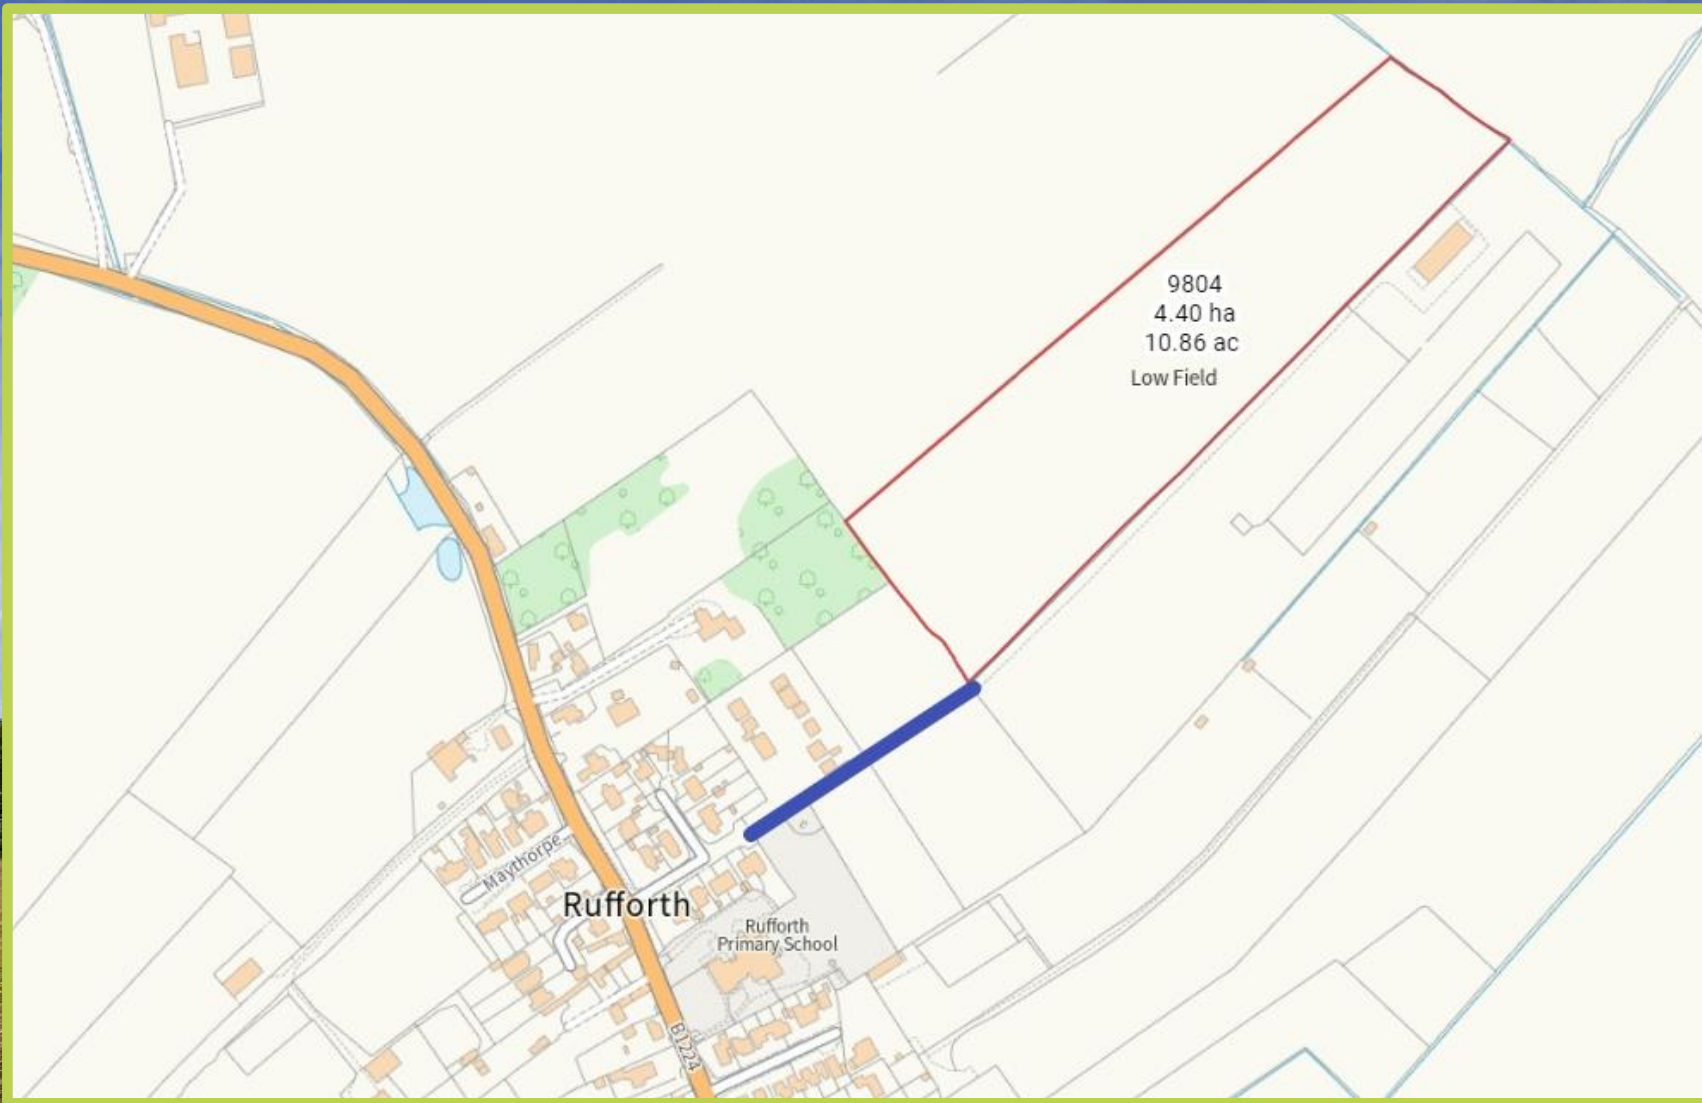 9804
4.40 ha
10.86 ac
Low Field
Maythorpe
Rufforth
Rufforth
Primary School
B1224